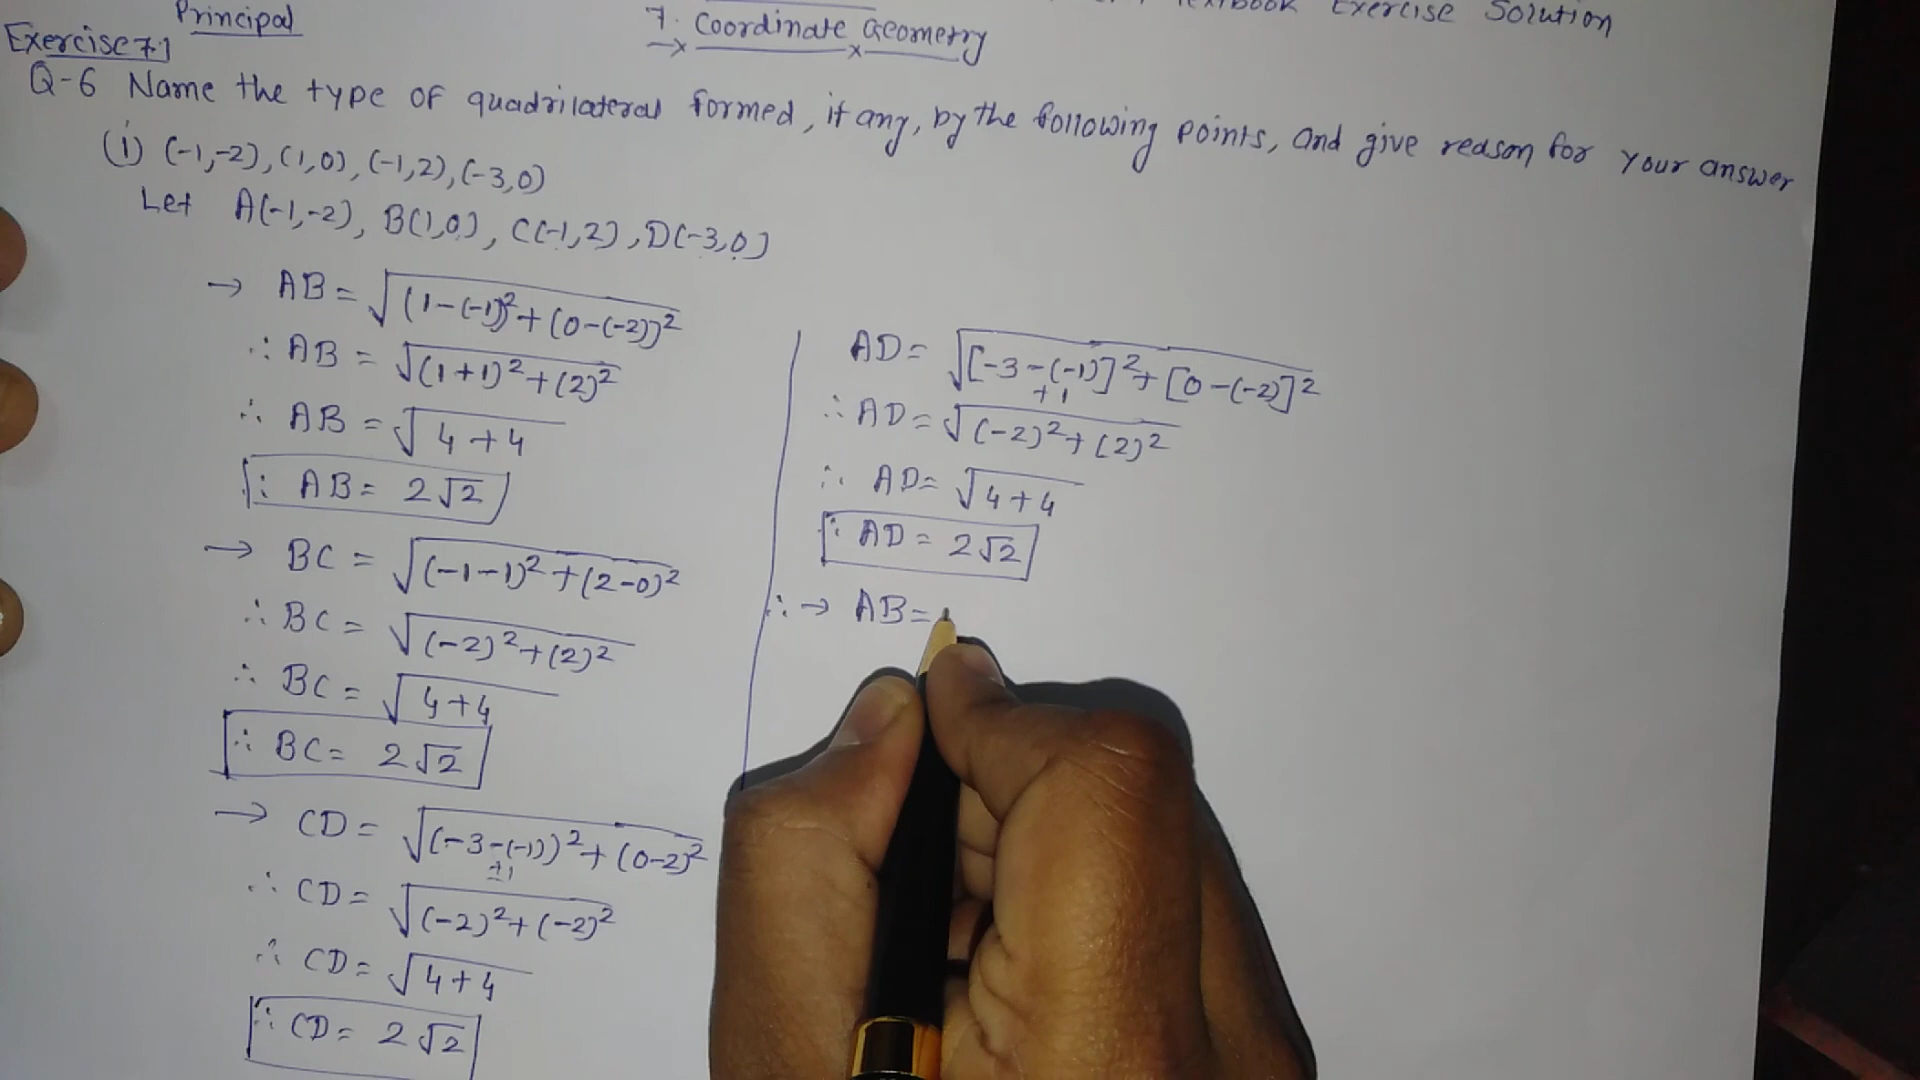 Principal
7. Coordinate Geometry
Textbook Exercise Solution
Exercise 7.1
Q-6 Name the type of quadrilateral formed, if any, by the following points, and give reason for your answer
(i) (-1,-2), (1,0), (-1,2), (-3,0)
Let A(-1,-2), B(1,0), C(-1,2), D(-3,0)
→ AB = √(1-(-1))²+(0-(-2))²
∴ AB = √(1+1)²+(2)²
∴ AB = √4+4
∴ AB = 2√2
→ BC = √(-1-1)²+(2-0)²
∴ BC = √(-2)²+(2)²
∴ BC = √4+4
∴ BC = 2√2
→ CD = √(-3-(-1))²+(0-2)²
+1
∴ CD = √(-2)²+(-2)²
∴ CD = √4+4
∴ CD = 2√2
AD = √[-3-(-1)]²+[0-(-2)]²
+1
∴ AD = √(-2)²+(2)²
∴ AD = √4+4
∴ AD = 2√2
∴ → AB =